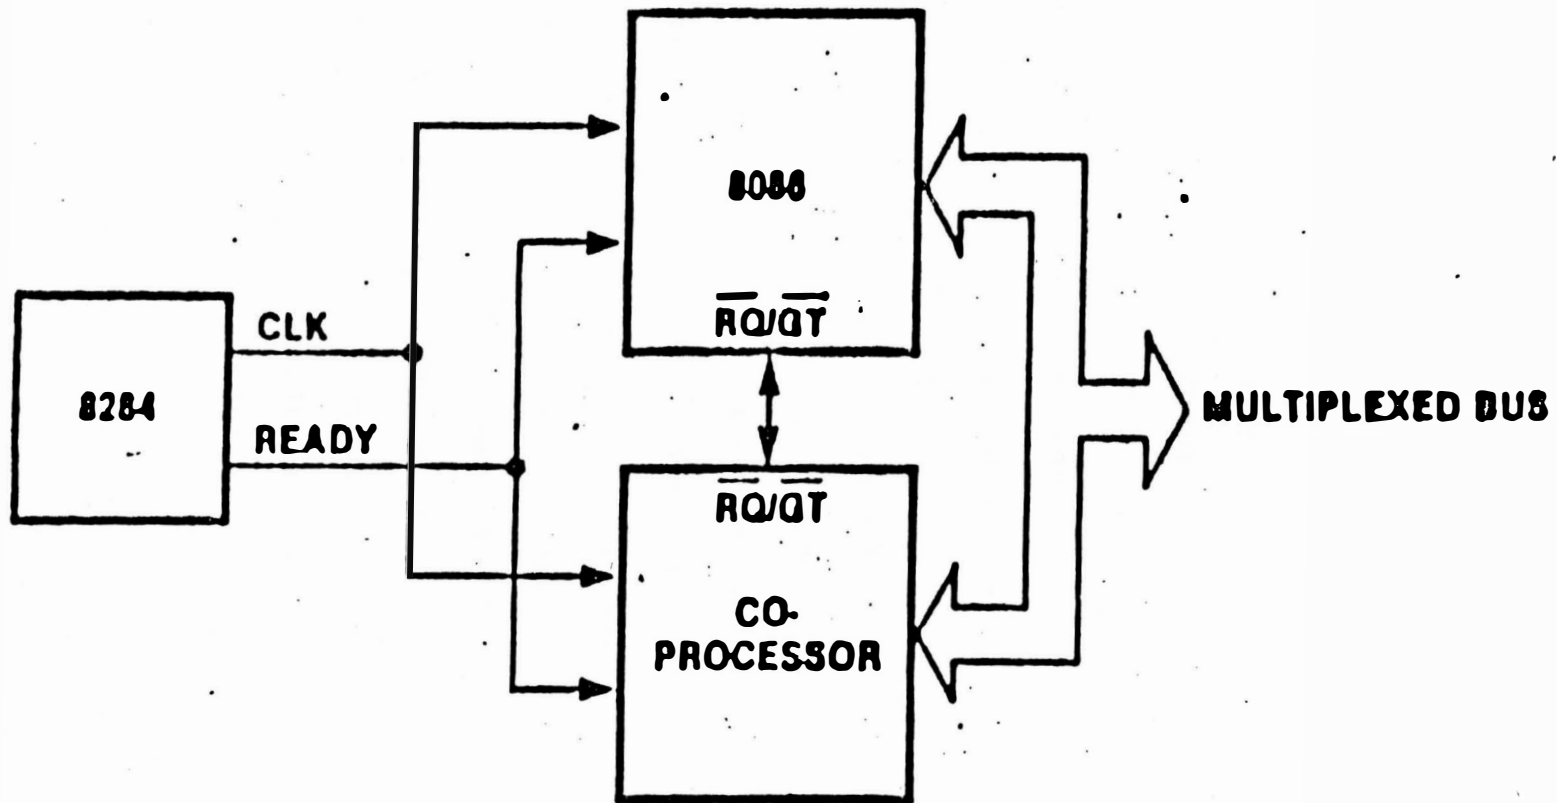 8086
RQ/GT
CLK
8284
READY
MULTIPLEXED BUS
RQ/GT
CO-
PROCESSOR